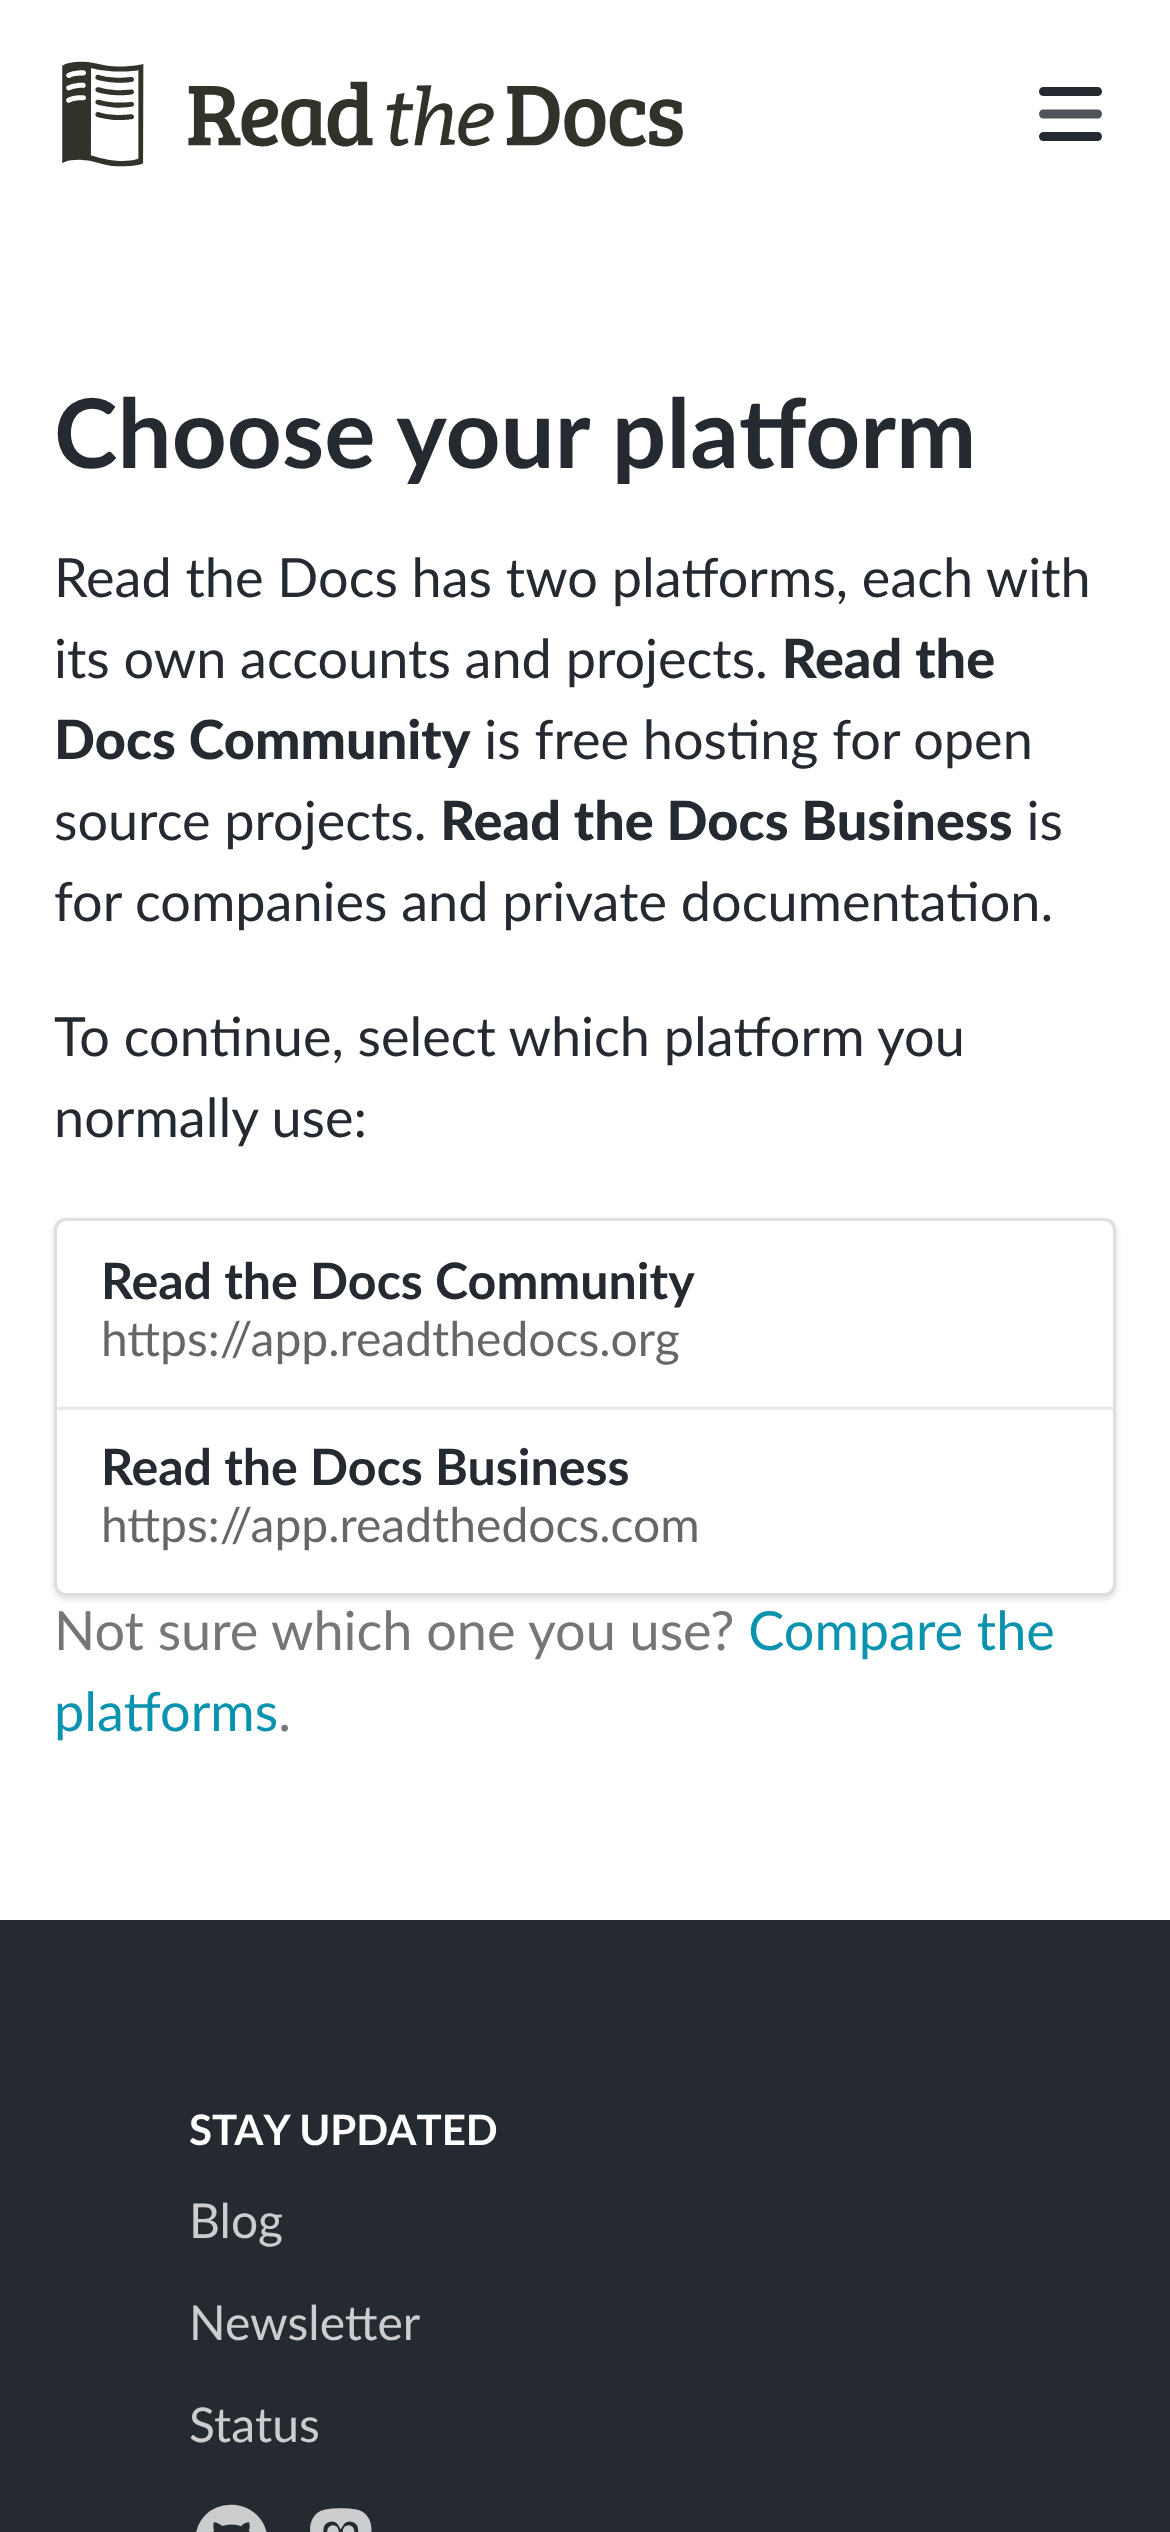 Read the Docs
Choose your platform
Read the Docs has two platforms, each with
its own accounts and projects. Read the
Docs Community is free hosting for open
source projects. Read the Docs Business is
for companies and private documentation.
To continue, select which platform you
normally use:
Read the Docs Community
https://app.readthedocs.org
Read the Docs Business
https://app.readthedocs.com
Not sure which one you use? Compare the
platforms.
STAY UPDATED
Blog
Newsletter
Status